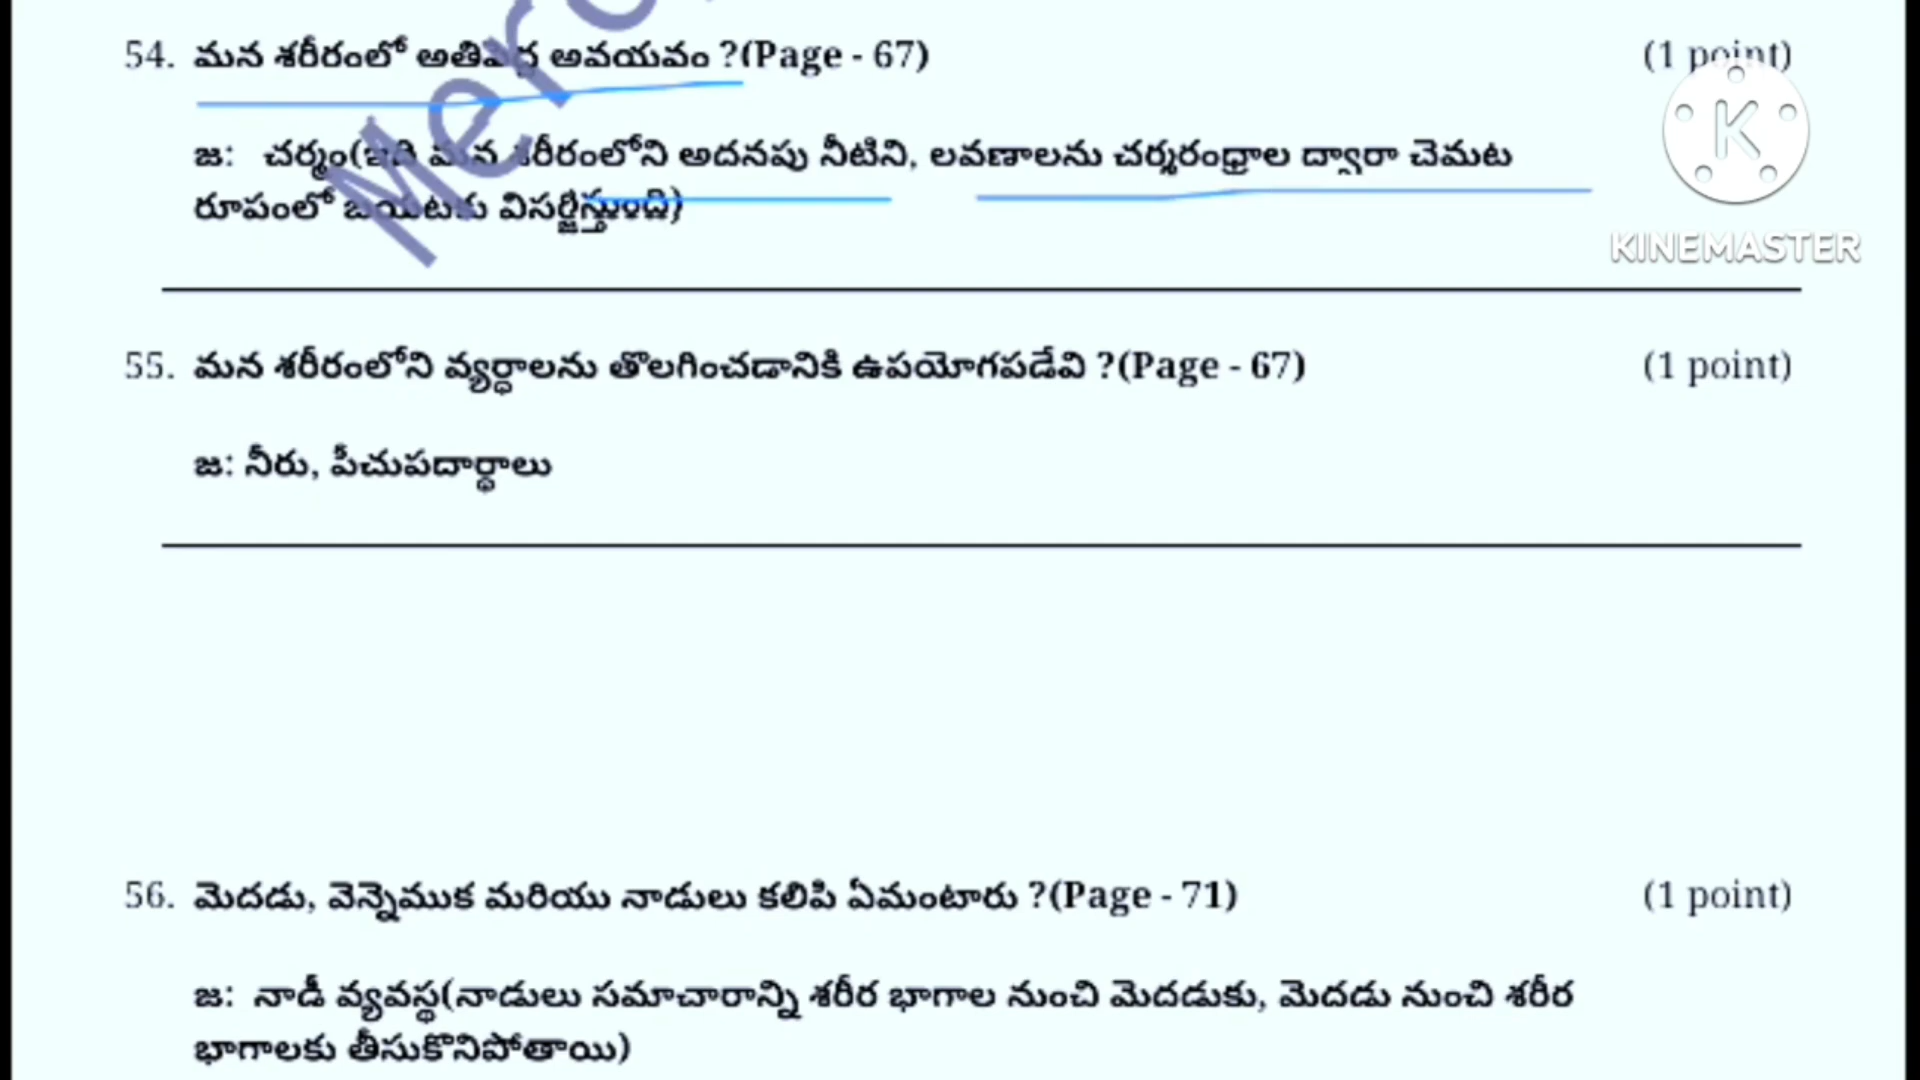 54. మన శరీరంలో అతిపెద్ద అవయవం ?(Page - 67) (1 point)
జ: చర్మం(ఇది మన శరీరంలోని అదనపు నీటిని, లవణాలను చర్మరంధ్రాల ద్వారా చెమట
రూపంలో బయటకు విసర్జిస్తుంది)
KINEMASTER
55. మన శరీరంలోని వ్యర్థాలను తొలగించడానికి ఉపయోగపడేవి ?(Page - 67) (1 point)
జ: నీరు, పీచుపదార్థాలు
56. మెదడు, వెన్నెముక మరియు నాడులు కలిపి ఏమంటారు ?(Page - 71) (1 point)
జ: నాడీ వ్యవస్థ(నాడులు సమాచారాన్ని శరీర భాగాల నుంచి మెదడుకు, మెదడు నుంచి శరీర
భాగాలకు తీసుకొనిపోతాయి)